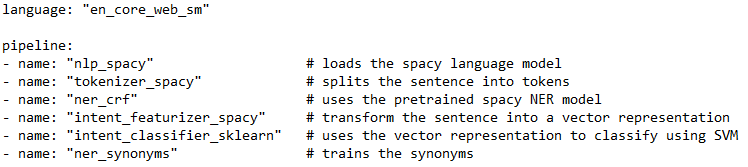 language: "en_core_web_sm"

pipeline:
- name: "nlp_spacy"                   # loads the spacy language model
- name: "tokenizer_spacy"             # splits the sentence into tokens
- name: "ner_crf"                     # uses the pretrained spacy NER model
- name: "intent_featurizer_spacy"     # transform the sentence into a vector representation
- name: "intent_classifier_sklearn"   # uses the vector representation to classify using SVM
- name: "ner_synonyms"                # trains the synonyms